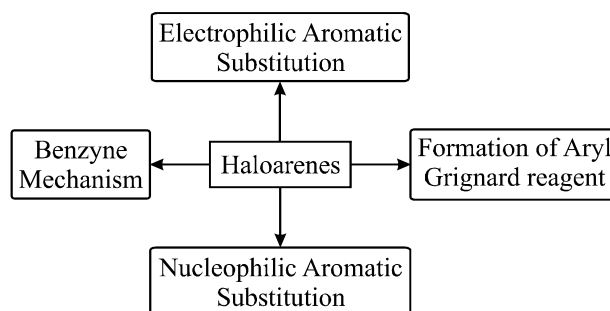 Electrophilic Aromatic
Substitution
Benzyne
Mechanism
Haloarenes
Formation of Aryl
Grignard reagent
Nucleophilic Aromatic
Substitution